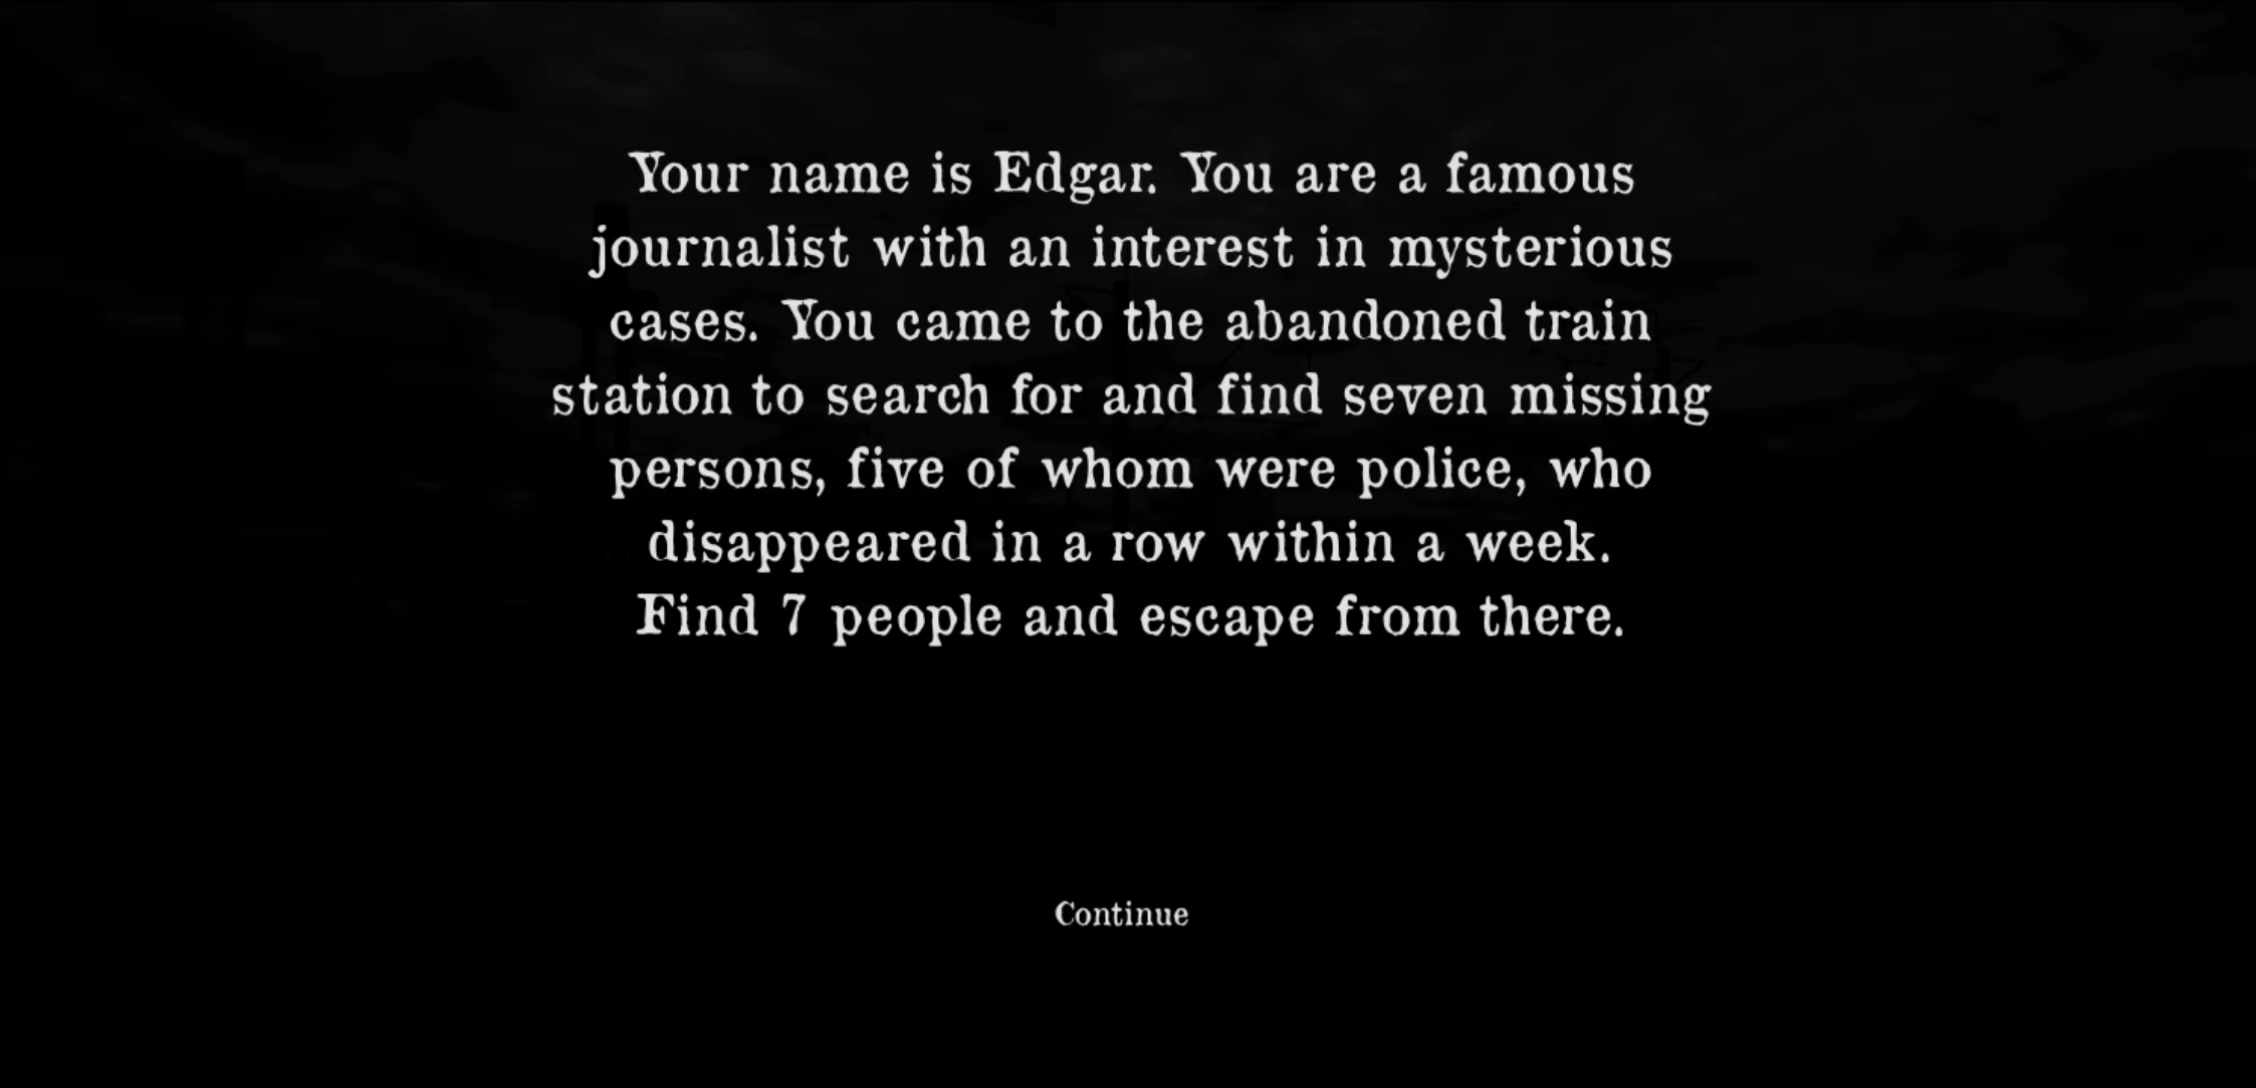 Your name is Edgar. You are a famous
journalist with an interest in mysterious
cases. You came to the abandoned train
station to search for and find seven missing
persons, five of whom were police, who
disappeared in a row within a week.
Find 7 people and escape from there.
Continue